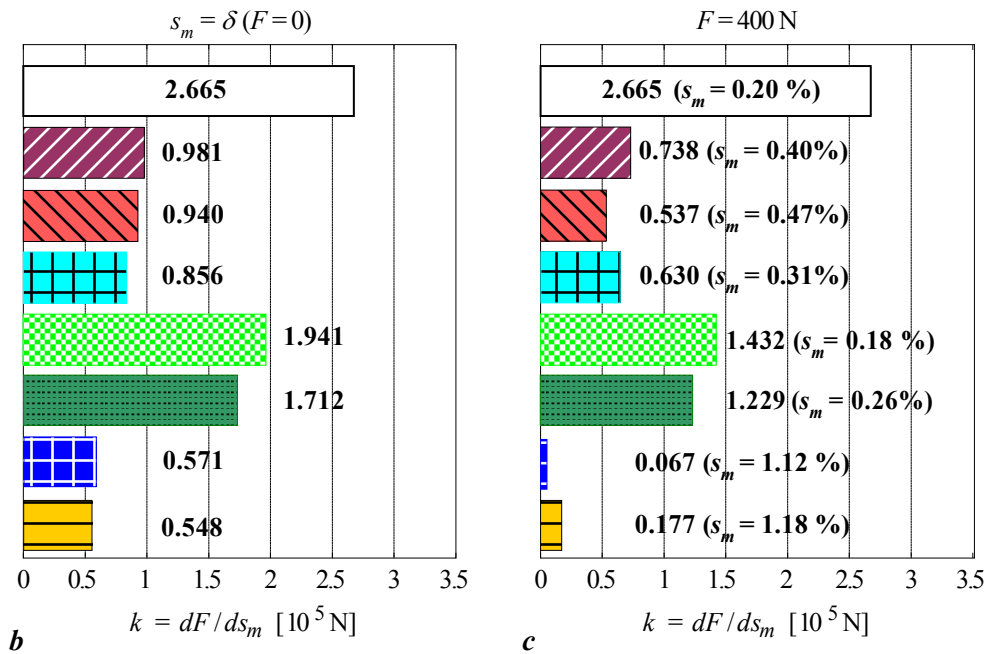 s_m = δ (F = 0)
2.665
0.981
0.940
0.856
1.941
1.712
0.571
0.548
0 0.5 1 1.5 2 2.5 3 3.5
k = dF/ds_m [10^5 N]
b
F = 400 N
2.665 (s_m = 0.20 %)
0.738 (s_m = 0.40%)
0.537 (s_m = 0.47%)
0.630 (s_m = 0.31%)
1.432 (s_m = 0.18 %)
1.229 (s_m = 0.26%)
0.067 (s_m = 1.12 %)
0.177 (s_m = 1.18 %)
0 0.5 1 1.5 2 2.5 3 3.5
k = dF/ds_m [10^5 N]
c